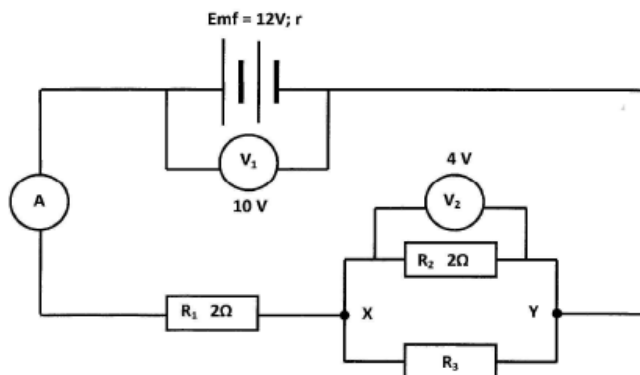 Emf = 12V; r
V₁
10 V
A
4 V
V₂
R₂ 2Ω
R₁ 2Ω
X
Y
R₃